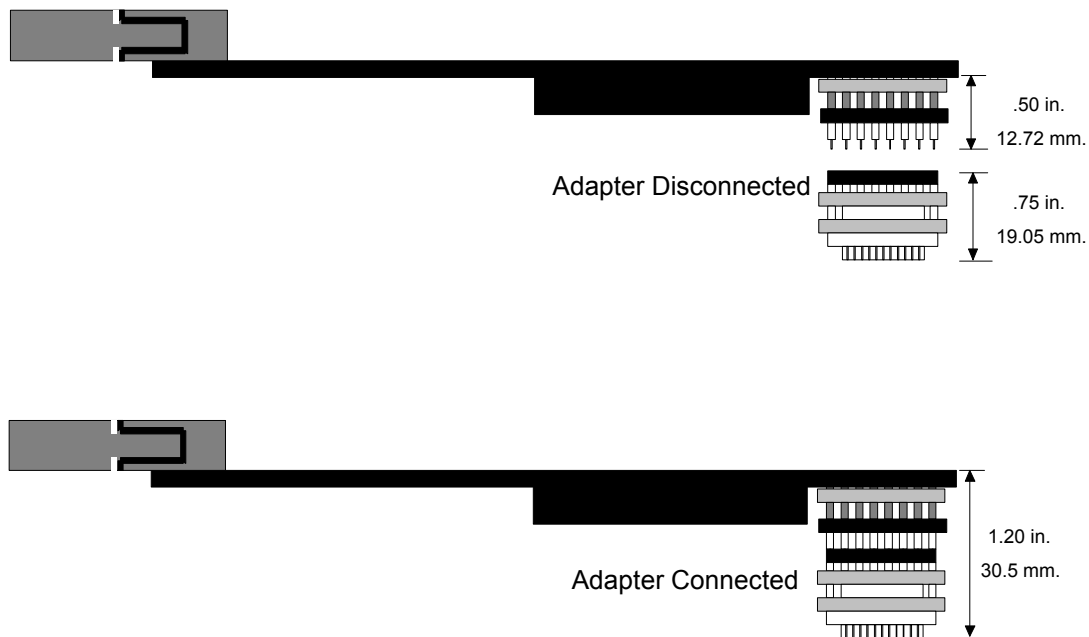 .50 in.
12.72 mm.
Adapter Disconnected
.75 in.
19.05 mm.
1.20 in.
30.5 mm.
Adapter Connected